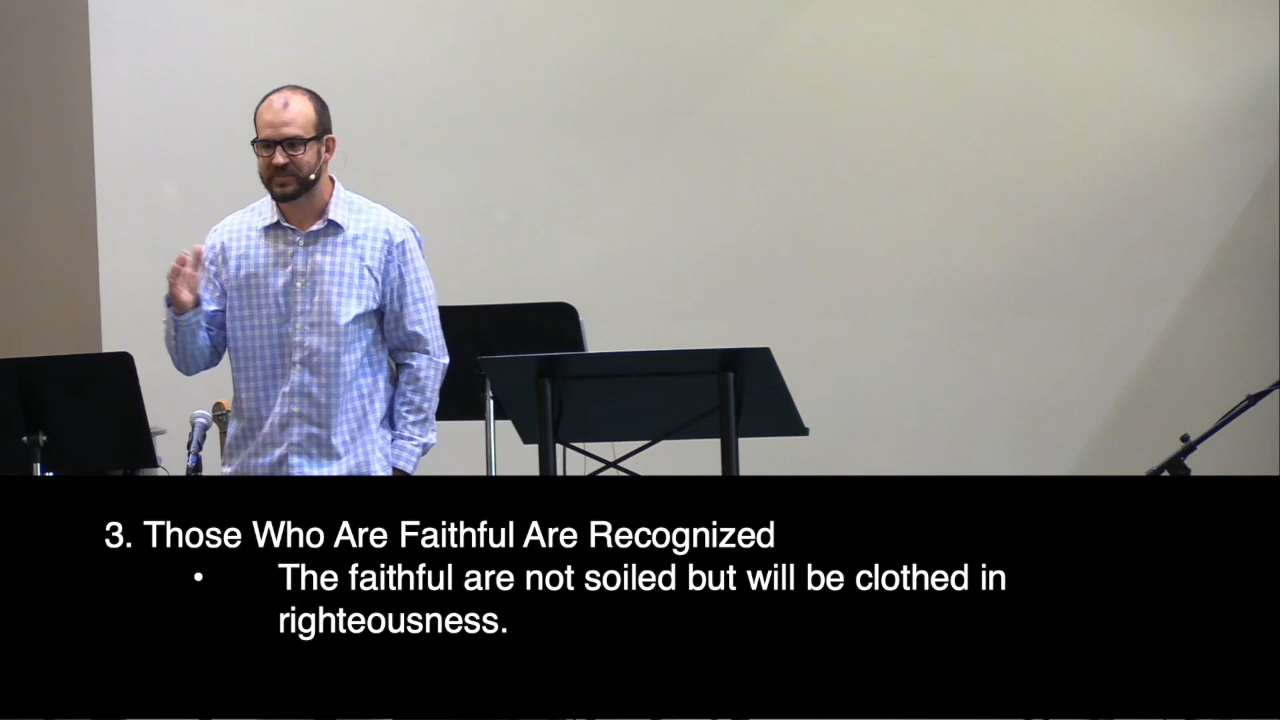 3. Those Who Are Faithful Are Recognized
• The faithful are not soiled but will be clothed in
righteousness.